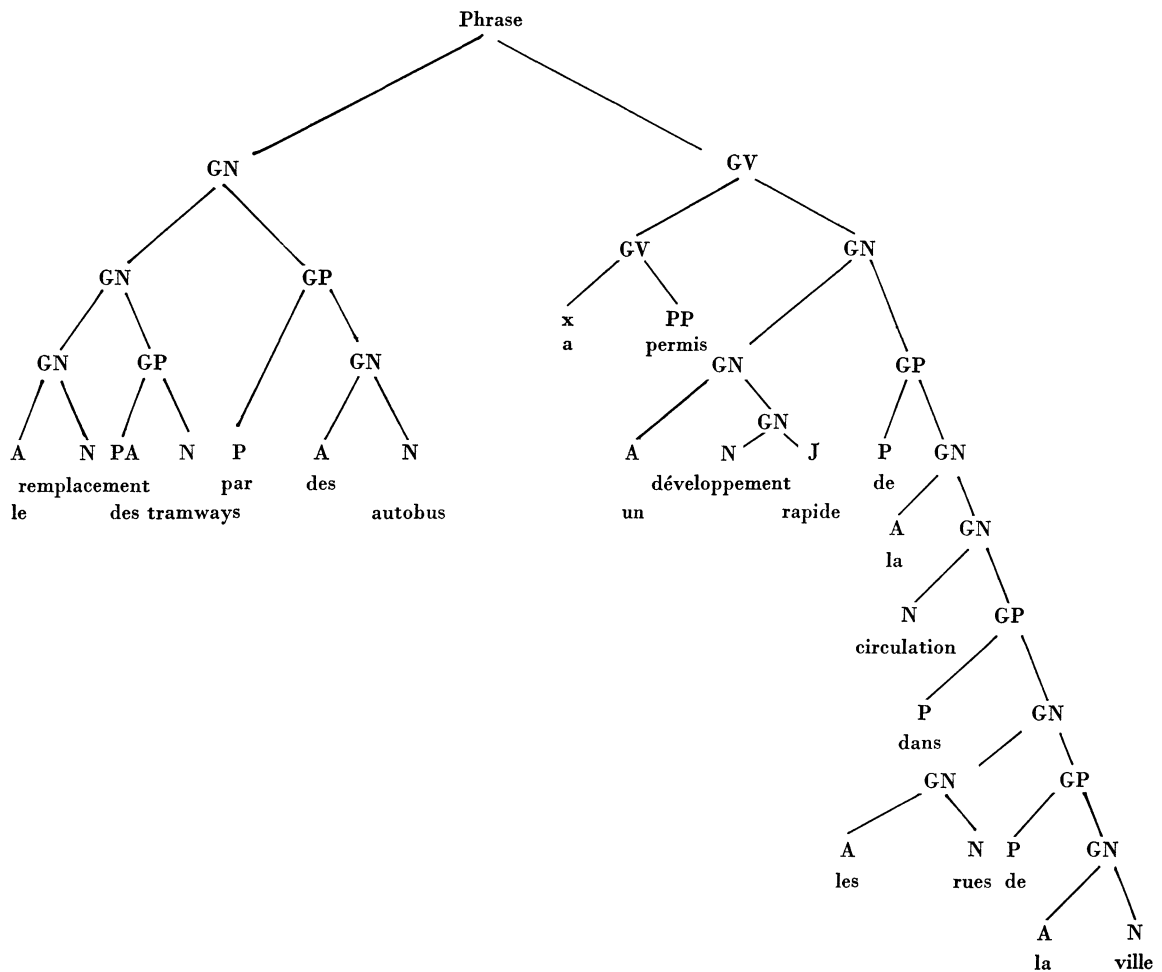 Phrase
GN GV
GV GN
GN GP
x PP
a permis
GN GP GN GN GP
GN
A N PA N P A N A N J P GN
remplacement par des développement de
le des tramways autobus un rapide
A GN
la
N GP
circulation
P GN
dans
GN GP
A N P GN
les rues de
A N
la ville